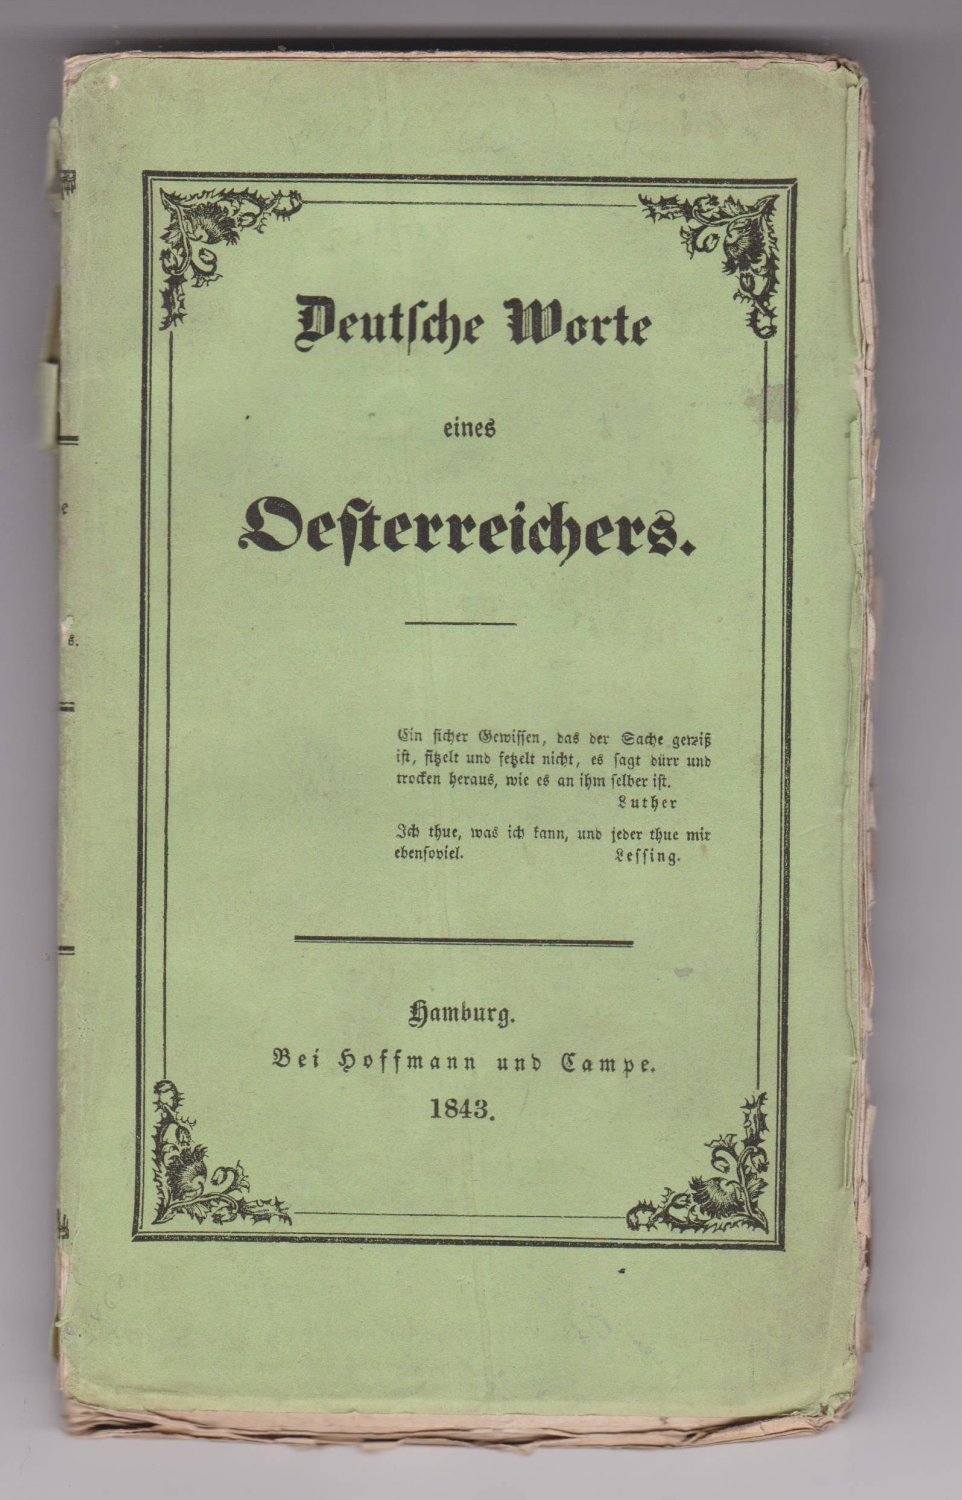 Deutſche Worte
eines
Oeſterreichers.
Ein ſicher Gewiſſen, das der Sache gewiß
iſt, fitzelt und fetzelt nicht, es ſagt dürr und
trocken heraus, wie es an ihm ſelber iſt.
Luther
Ich thue, was ich kann, und jeder thue mir
ebenſoviel. Leſſing.
Hamburg.
Bei Hoffmann und Campe.
1843.